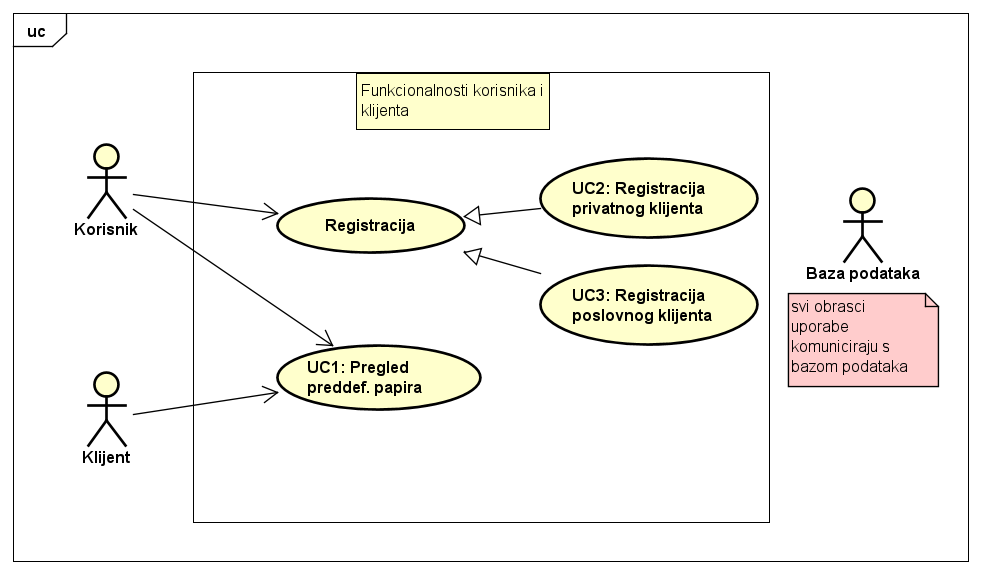 uc
Funkcionalnosti korisnika i
klijenta
Korisnik
Registracija
UC2: Registracija
privatnog klijenta
UC3: Registracija
poslovnog klijenta
Baza podataka
svi obrasci
uporabe
komuniciraju s
bazom podataka
UC1: Pregled
preddef. papira
Klijent